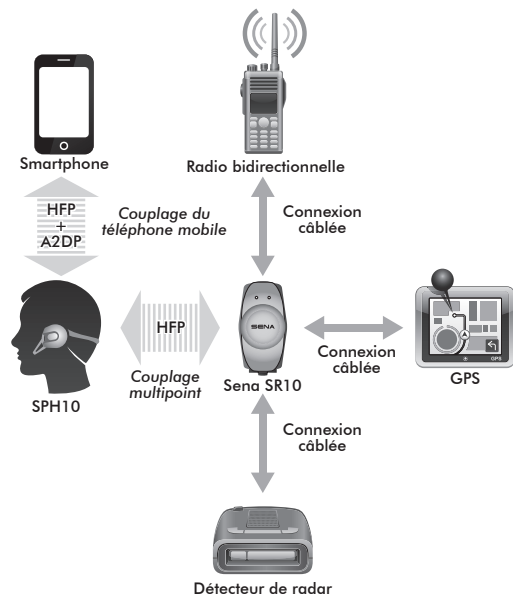 Smartphone
Radio bidirectionnelle
HFP
+
A2DP
Couplage du
téléphone mobile
Connexion
câblée
HFP
SENA
Connexion
câblée
GPS
GPS
SPH10
Couplage
multipoint
Sena SR10
Connexion
câblée
Détecteur de radar